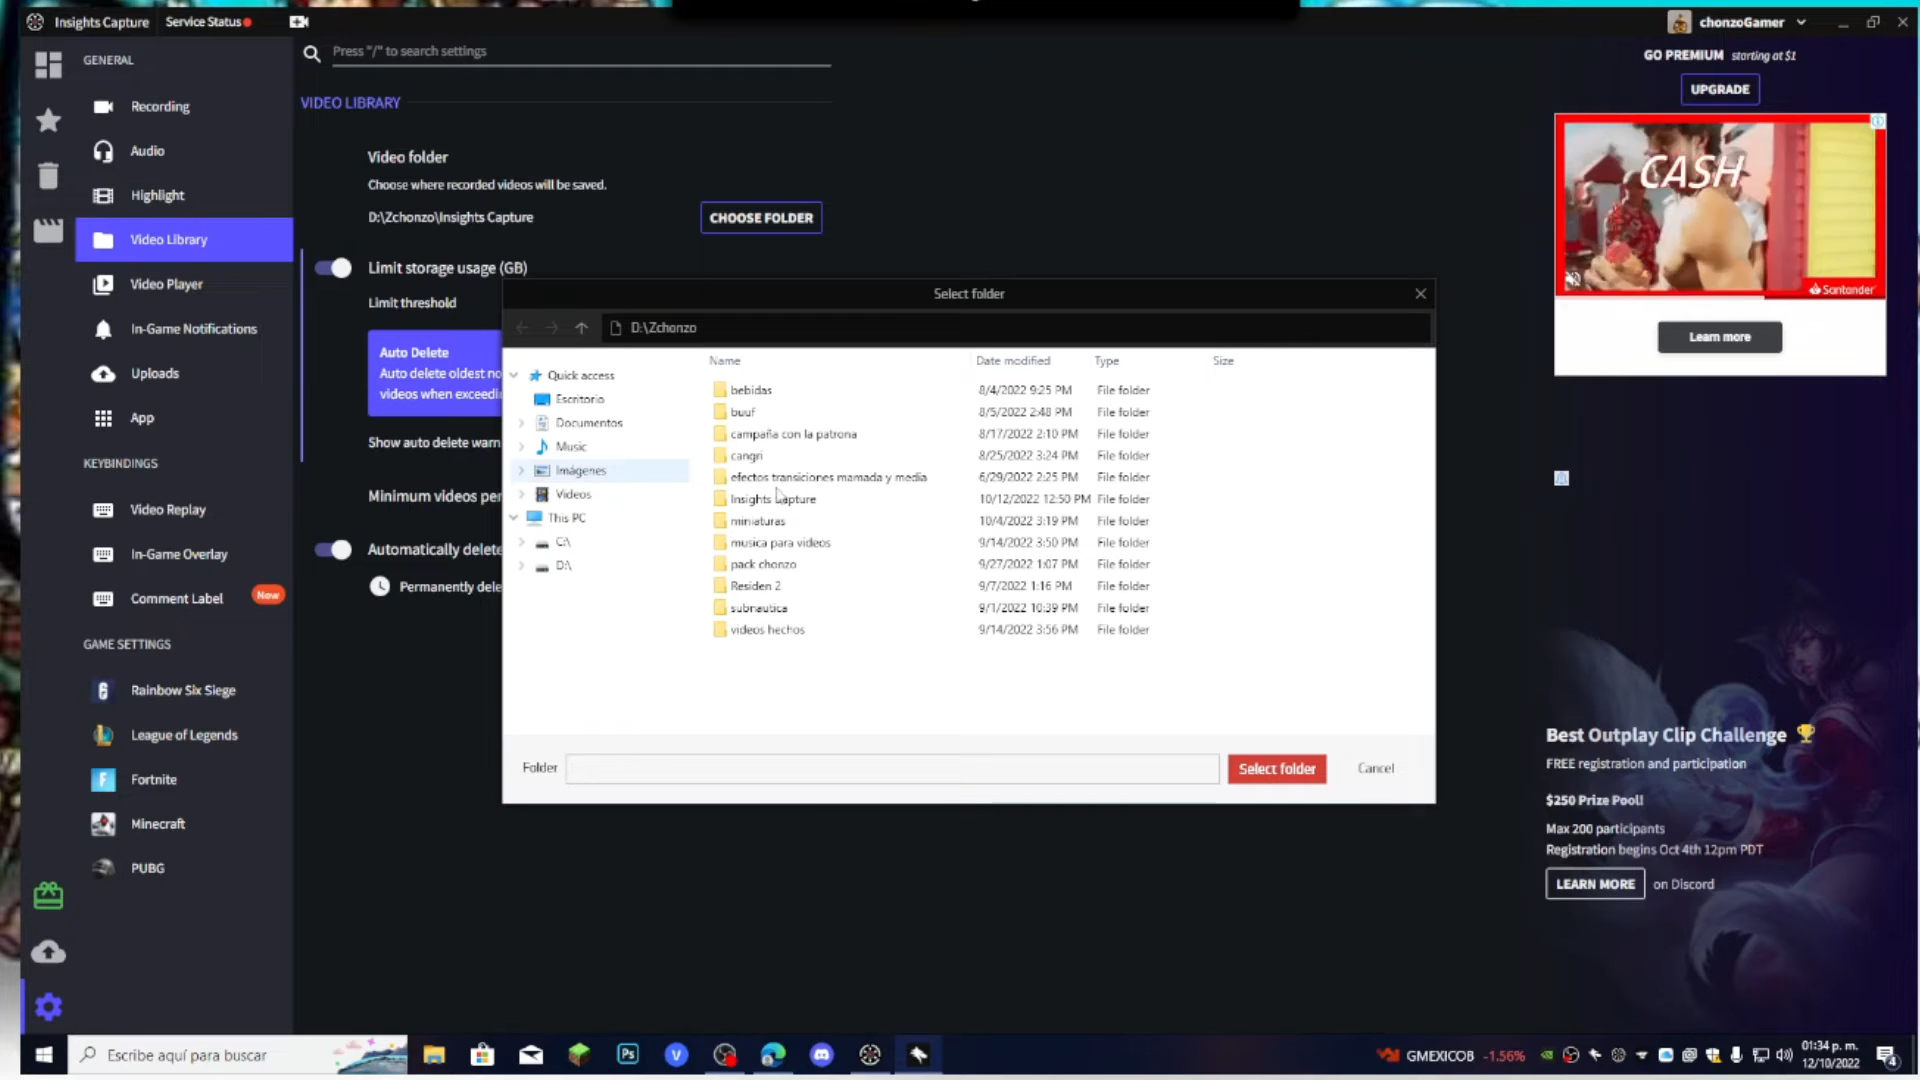 Insights Capture
Service Status
chonzoGamer
GENERAL
Recording
Audio
Highlight
Video Library
Video Player
In-Game Notifications
Uploads
App
KEYBINDINGS
Video Replay
In-Game Overlay
Comment Label
New
GAME SETTINGS
Rainbow Six Siege
League of Legends
Fortnite
Minecraft
PUBG
Press "/" to search settings
VIDEO LIBRARY
Video folder
Choose where recorded videos will be saved.
D:\Zchonzo\Insights Capture
CHOOSE FOLDER
Limit storage usage (GB)
Limit threshold
Auto Delete
Auto delete oldest
videos when
Show auto delete
Minimum videos
Automatically
Permanently
Select folder
D:\Zchonzo
Name Date modified Type Size
Quick access
Escritorio
Documentos
Music
Imágenes
Videos
This PC
C:\
D:\
bebidas 8/4/2022 9:25 PM File folder
buuf 8/5/2022 2:48 PM File folder
campaña con la patrona 8/17/2022 2:10 PM File folder
cangri 8/25/2022 3:24 PM File folder
efectos transiciones mamada y media 6/29/2022 2:25 PM File folder
Insights Capture 10/12/2022 12:50 PM File folder
miniaturas 10/4/2022 3:19 PM File folder
musica para videos 9/14/2022 3:50 PM File folder
pack chonzo 9/27/2022 1:07 PM File folder
Residen 2 9/7/2022 1:16 PM File folder
subnautica 9/1/2022 10:39 PM File folder
videos hechos 9/14/2022 3:56 PM File folder
Folder
Select folder
Cancel
GO PREMIUM starting at $1
UPGRADE
CASH
Santander
Learn more
Best Outplay Clip Challenge
FREE registration and participation
$250 Prize Pool!
Max 200 participants
Registration begins Oct 4th 12pm PDT
LEARN MORE on Discord
Escribe aquí para buscar
Ps
V
GMEXICOB -1.56%
01:34 p. m.
12/10/2022
4